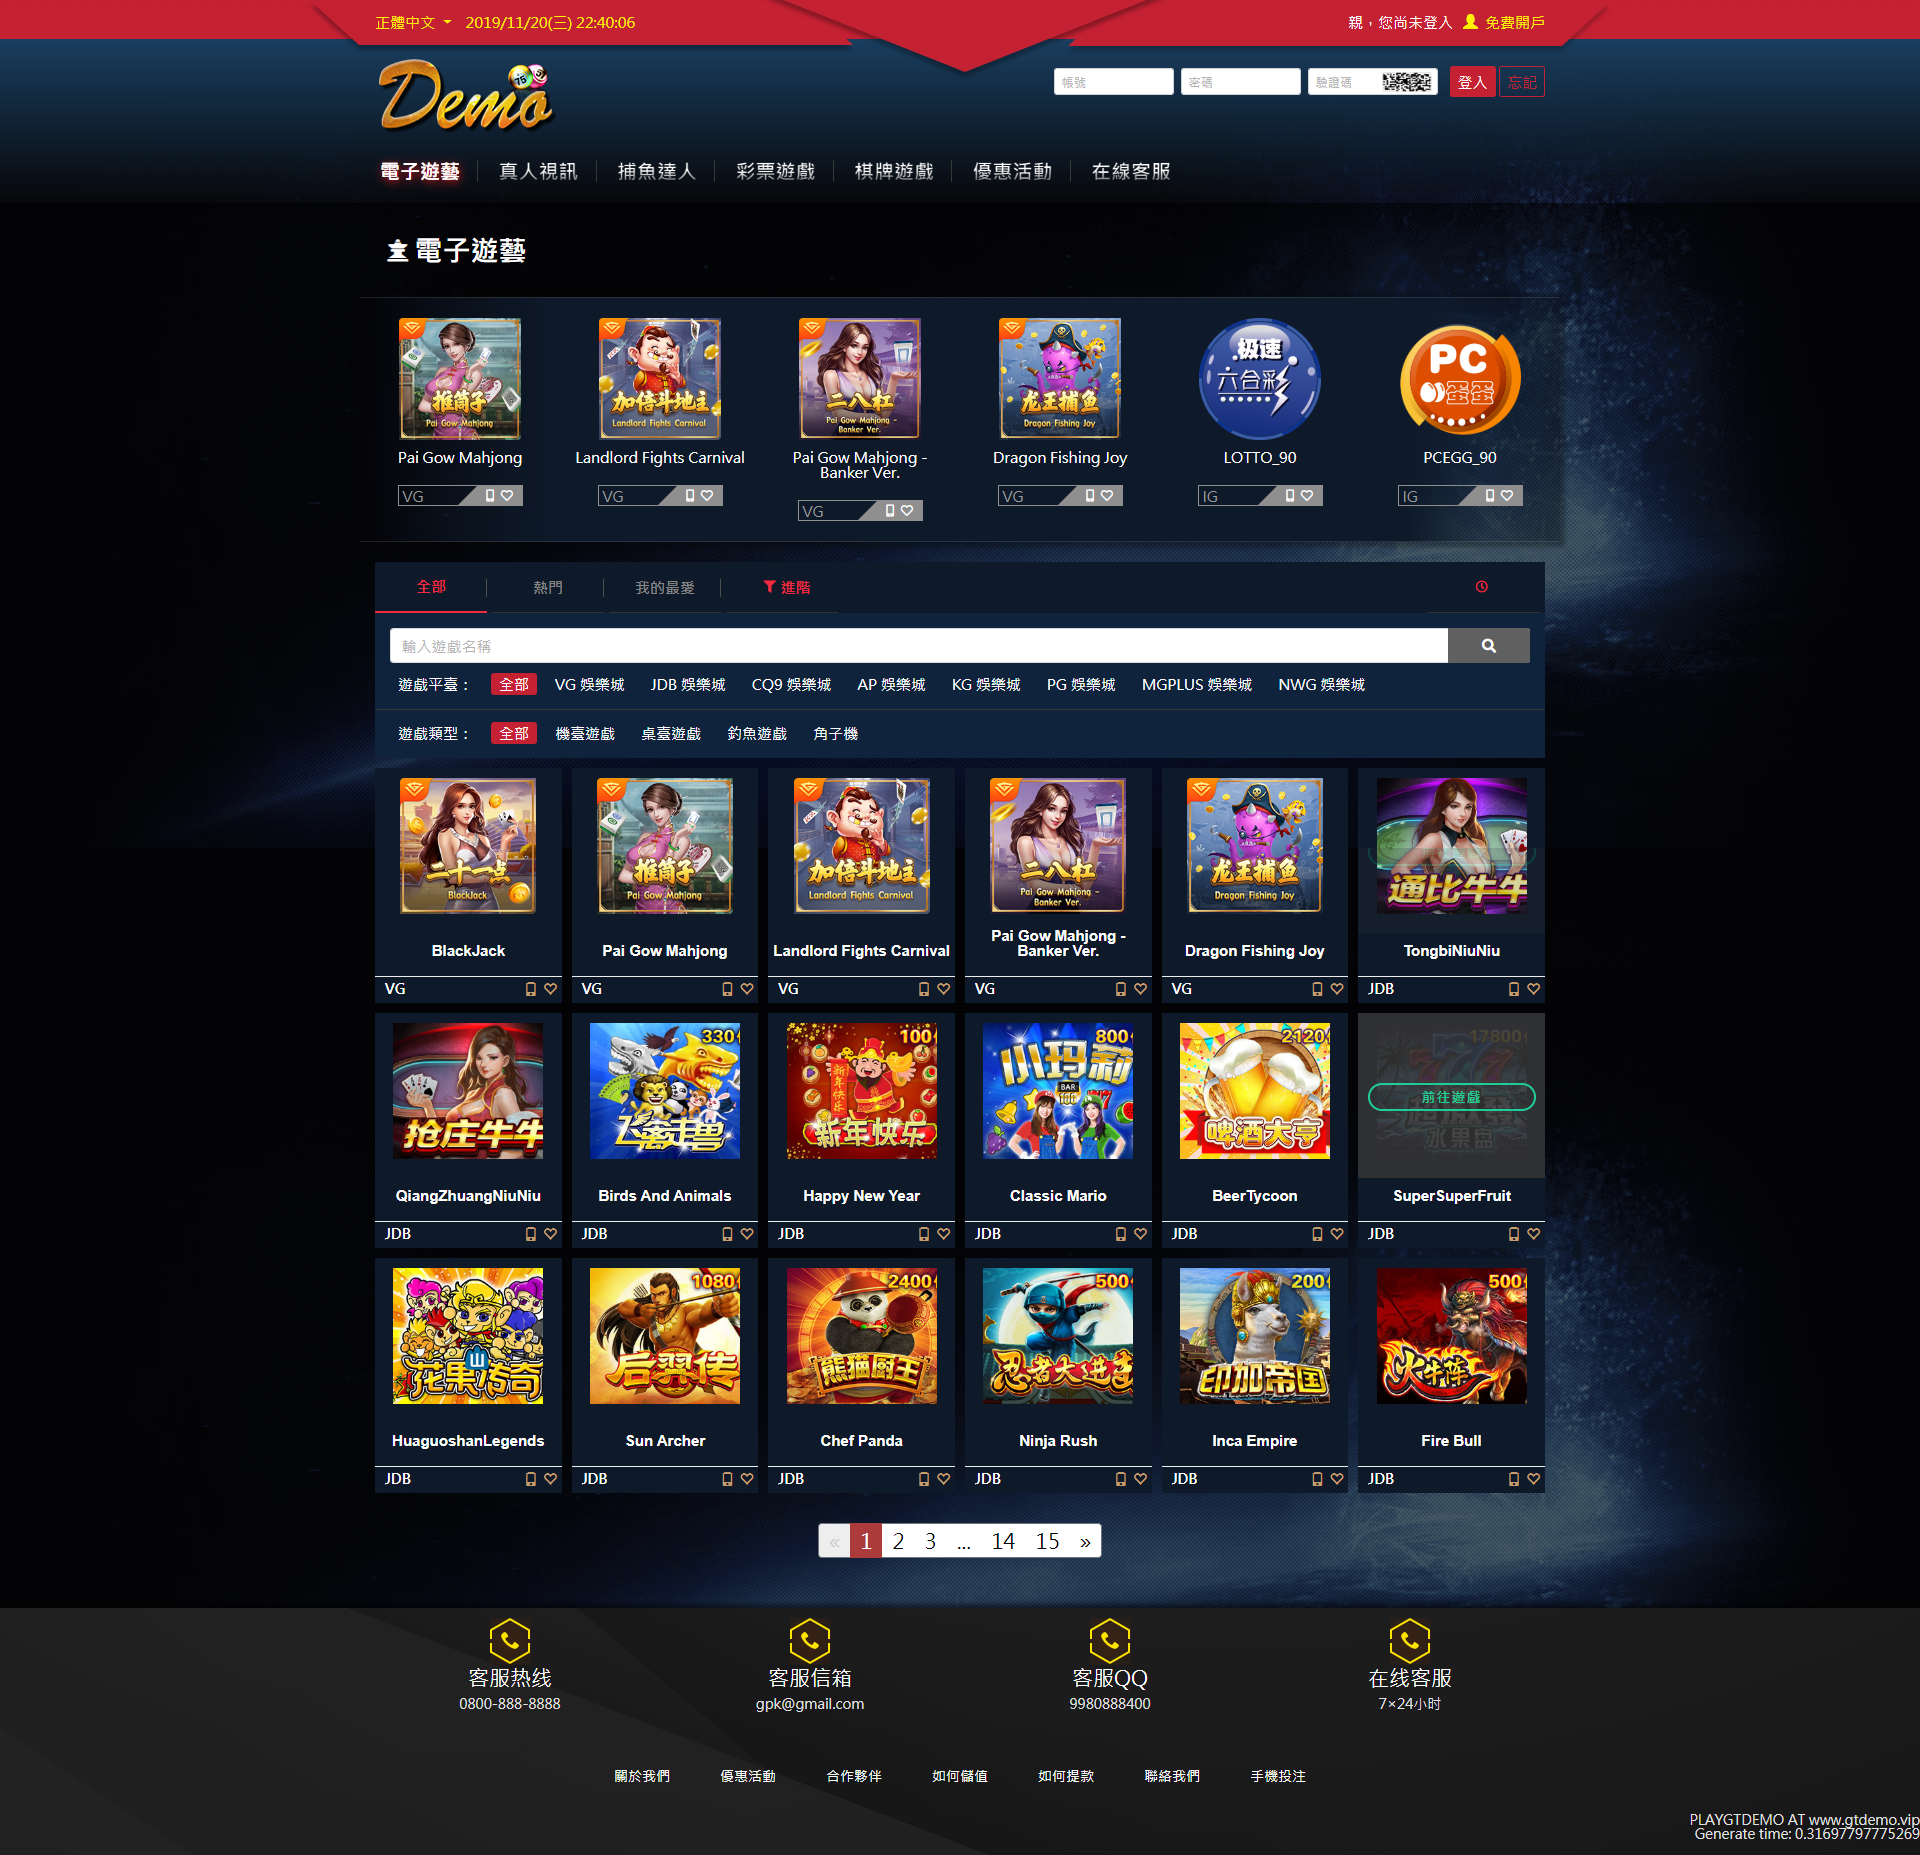 正體中文 2019/11/20(三) 22:40:06
親，您尚未登入 免費開戶
Demo
帳號 密碼 驗證碼 登入 忘記
電子遊藝 真人視訊 捕魚達人 彩票遊戲 棋牌遊戲 優惠活動 在線客服
電子遊藝
推筒子 加倍斗地主 二八杠 龙王捕鱼 极速六合彩 PC蛋蛋
Pai Gow Mahjong Landlord Fights Carnival Pai Gow Mahjong - Banker Ver. Dragon Fishing Joy
Pai Gow Mahjong Landlord Fights Carnival Pai Gow Mahjong - Banker Ver. Dragon Fishing Joy LOTTO_90 PCEGG_90
VG VG VG VG IG IG
全部 熱門 我的最愛 進階
輸入遊戲名稱
遊戲平臺： 全部 VG 娛樂城 JDB 娛樂城 CQ9 娛樂城 AP 娛樂城 KG 娛樂城 PG 娛樂城 MGPLUS 娛樂城 NWG 娛樂城
遊戲類型： 全部 機臺遊戲 桌臺遊戲 釣魚遊戲 角子機
二十一点 推筒子 加倍斗地主 二八杠 龙王捕鱼 通比牛牛
BlackJack Pai Gow Mahjong Landlord Fights Carnival Pai Gow Mahjong - Banker Ver. Dragon Fishing Joy
BlackJack Pai Gow Mahjong Landlord Fights Carnival Pai Gow Mahjong - Banker Ver. Dragon Fishing Joy TongbiNiuNiu
VG VG VG VG VG JDB
330 100 800 2120 17800
抢庄牛牛 飞禽走兽 新年快乐 小玛莉 BAR 100 啤酒大亨 前往遊戲 水果盘
QiangZhuangNiuNiu Birds And Animals Happy New Year Classic Mario BeerTycoon SuperSuperFruit
JDB JDB JDB JDB JDB JDB
1080 2400 500 200 500
花果山传奇 后羿传 熊猫厨王 忍者大进击 印加帝国 火牛阵
HuaguoshanLegends Sun Archer Chef Panda Ninja Rush Inca Empire Fire Bull
JDB JDB JDB JDB JDB JDB
« 1 2 3 ... 14 15 »
客服热线 客服信箱 客服QQ 在线客服
0800-888-8888 gpk@gmail.com 9980888400 7×24小时
關於我們 優惠活動 合作夥伴 如何儲值 如何提款 聯絡我們 手機投注
PLAYGTDEMO AT www.gtdemo.vip
Generate time: 0.31697797775269